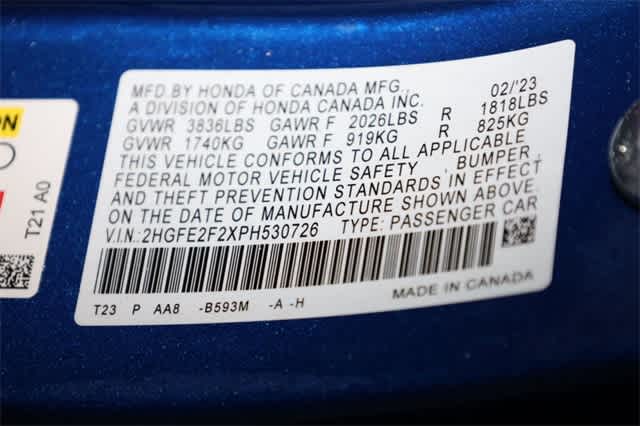 MFD.BY HONDA OF CANADA MFG., 02/'23
A DIVISION OF HONDA CANADA INC.
GVWR 3836LBS GAWR F 2026LBS R 1818LBS
GVWR 1740KG GAWR F 919KG R 825KG
THIS VEHICLE CONFORMS TO ALL APPLICABLE
FEDERAL MOTOR VEHICLE SAFETY, BUMPER,
AND THEFT PREVENTION STANDARDS IN EFFECT
ON THE DATE OF MANUFACTURE SHOWN ABOVE.
V.I.N.:2HGFE2F2XPH530726 TYPE: PASSENGER CAR
T23 P AA8 -B593M -A -H MADE IN CANADA
T21 A0